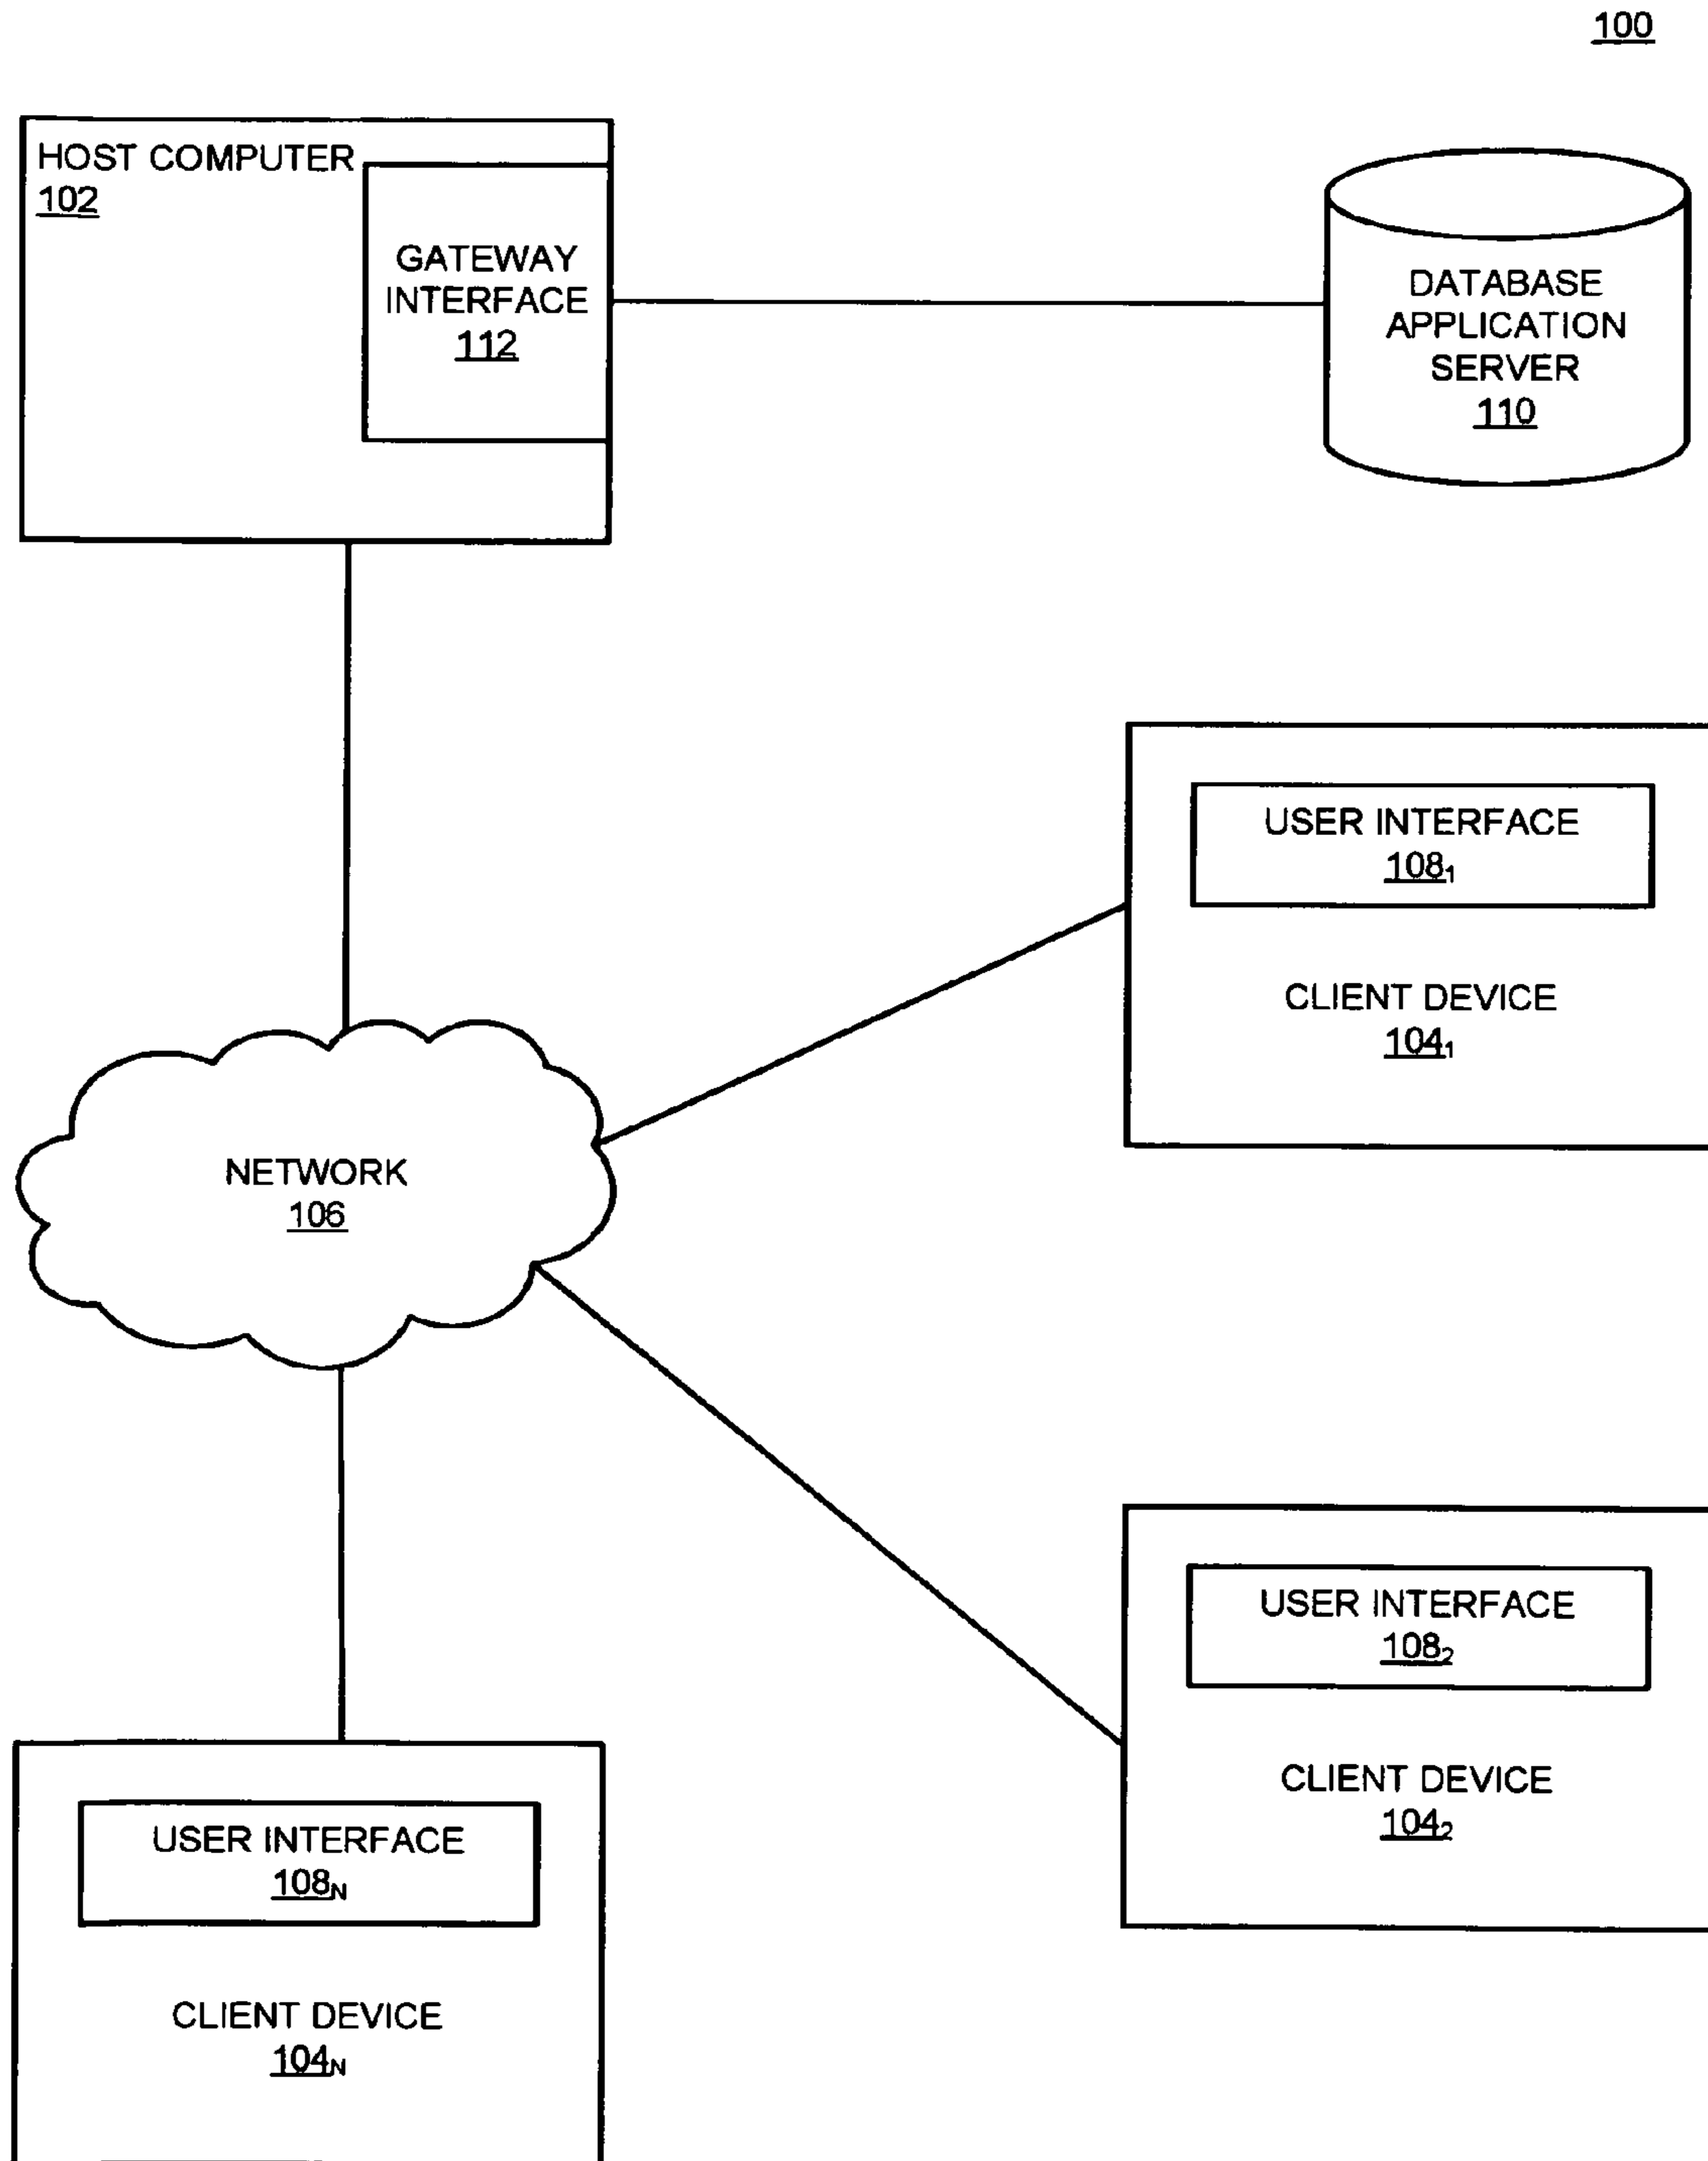 100
HOST COMPUTER
102
GATEWAY
INTERFACE
112
DATABASE
APPLICATION
SERVER
110
USER INTERFACE
108₁
CLIENT DEVICE
104₁
NETWORK
106
USER INTERFACE
108₂
CLIENT DEVICE
104₂
USER INTERFACE
108N
CLIENT DEVICE
104N